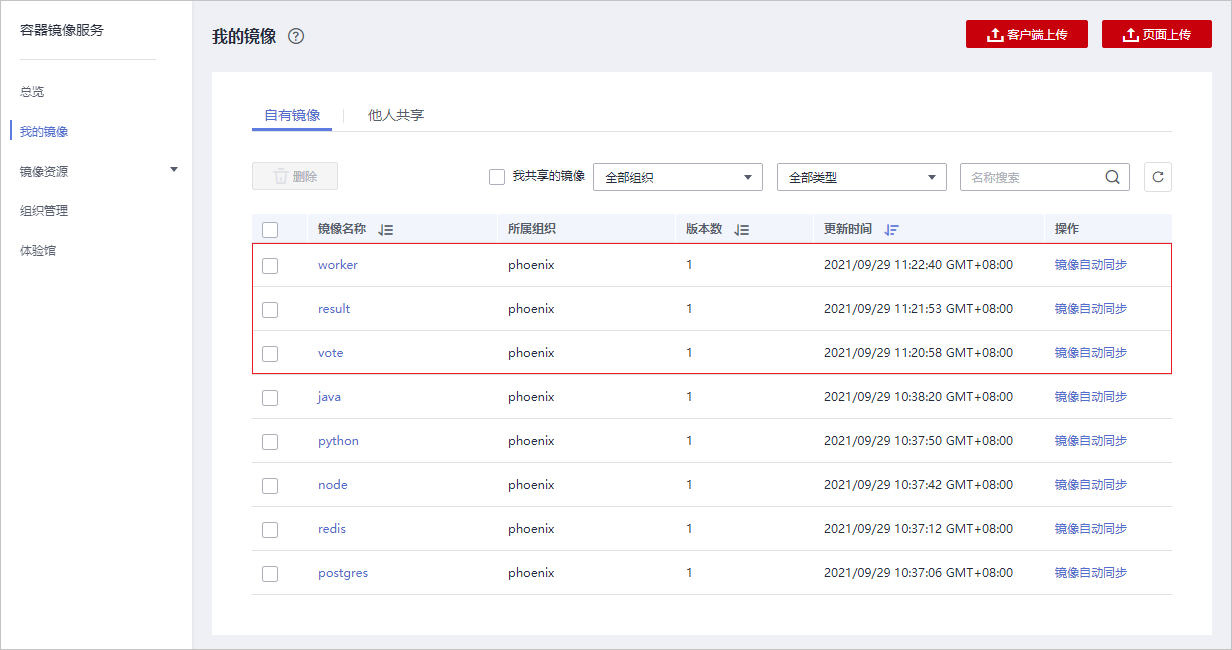 容器镜像服务
总览
我的镜像
镜像资源
组织管理
体验馆
我的镜像 ?
客户端上传
页面上传
自有镜像 他人共享
删除 我共享的镜像 全部组织 全部类型 名称搜索
镜像名称 所属组织 版本数 更新时间 操作
worker phoenix 1 2021/09/29 11:22:40 GMT+08:00 镜像自动同步
result phoenix 1 2021/09/29 11:21:53 GMT+08:00 镜像自动同步
vote phoenix 1 2021/09/29 11:20:58 GMT+08:00 镜像自动同步
java phoenix 1 2021/09/29 10:38:20 GMT+08:00 镜像自动同步
python phoenix 1 2021/09/29 10:37:50 GMT+08:00 镜像自动同步
node phoenix 1 2021/09/29 10:37:42 GMT+08:00 镜像自动同步
redis phoenix 1 2021/09/29 10:37:12 GMT+08:00 镜像自动同步
postgres phoenix 1 2021/09/29 10:37:06 GMT+08:00 镜像自动同步